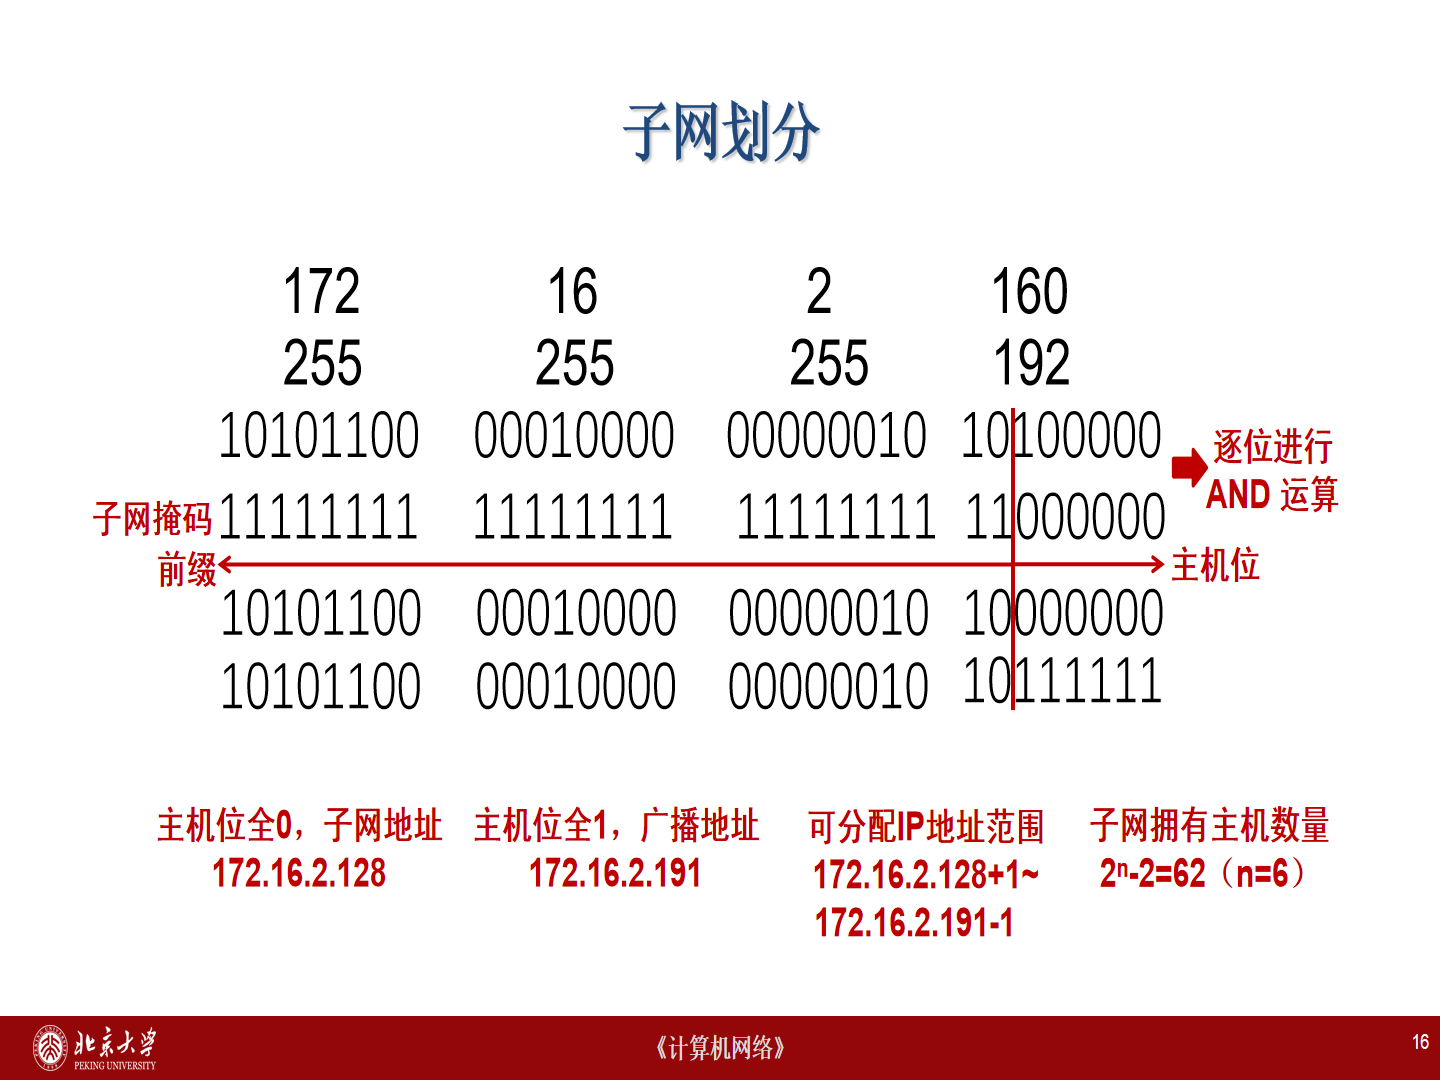 子网划分
172 16 2 160
255 255 255 192
10101100 00010000 00000010 10100000
逐位进行
AND 运算
子网掩码 11111111 11111111 11111111 11000000
前缀
主机位
10101100 00010000 00000010 10000000
10101100 00010000 00000010 10111111
主机位全0，子网地址
172.16.2.128
主机位全1，广播地址
172.16.2.191
可分配IP地址范围
172.16.2.128+1~
172.16.2.191-1
子网拥有主机数量
2ⁿ-2=62（n=6）
北京大学
PEKING UNIVERSITY
《计算机网络》
16